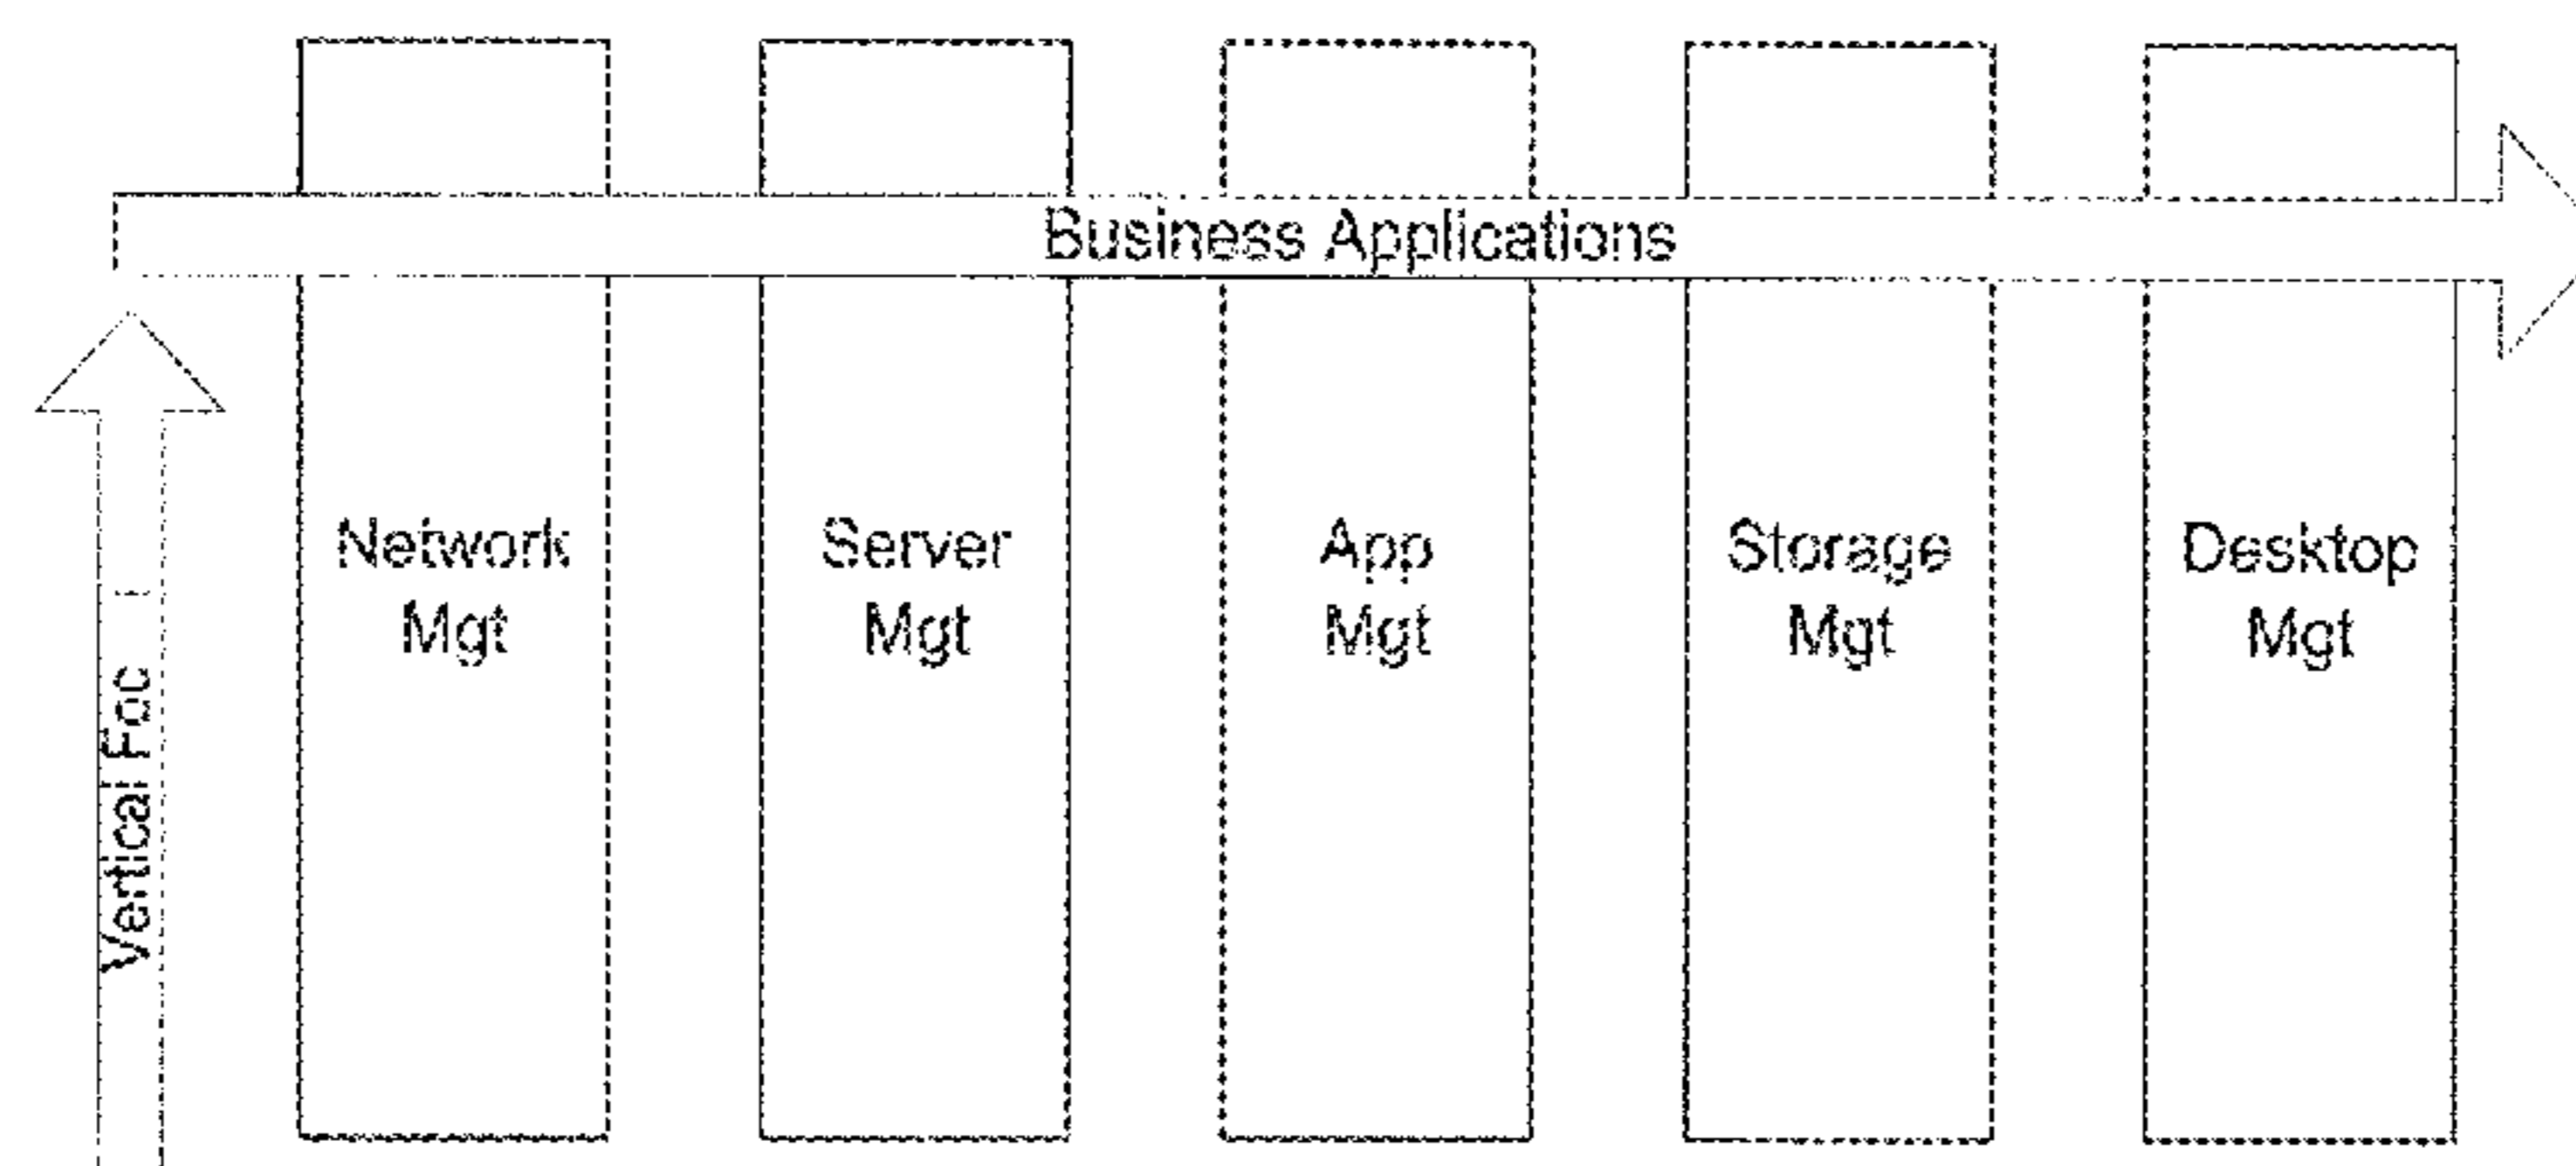 Business Applications
Network
Mgt
Server
Mgt
App
Mgt
Storage
Mgt
Desktop
Mgt
Vertical Foc